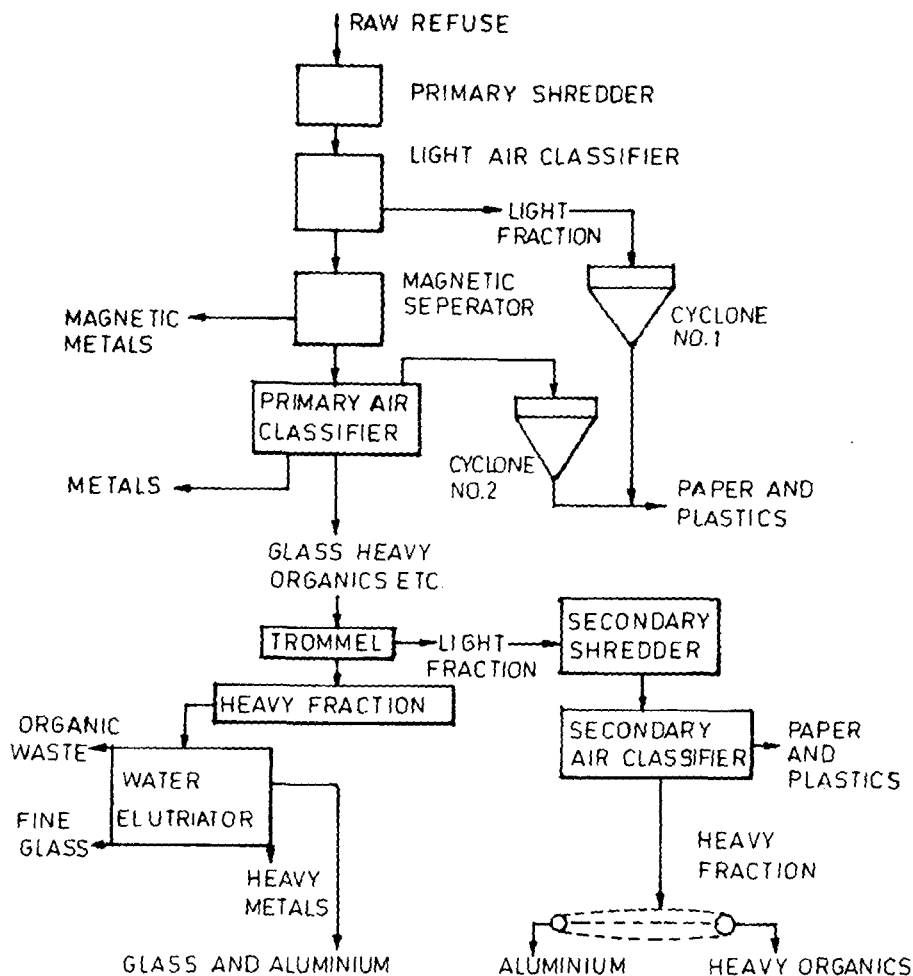 RAW REFUSE
PRIMARY SHREDDER
LIGHT AIR CLASSIFIER
LIGHT
FRACTION
MAGNETIC
SEPERATOR
MAGNETIC
METALS
CYCLONE
NO.1
PRIMARY AIR
CLASSIFIER
METALS
CYCLONE
NO.2
PAPER AND
PLASTICS
GLASS HEAVY
ORGANICS ETC.
TROMMEL
LIGHT
FRACTION
SECONDARY
SHREDDER
HEAVY FRACTION
ORGANIC
WASTE
WATER
ELUTRIATOR
FINE
GLASS
HEAVY
METALS
GLASS AND ALUMINIUM
SECONDARY
AIR CLASSIFIER
PAPER
AND
PLASTICS
HEAVY
FRACTION
ALUMINIUM
HEAVY ORGANICS